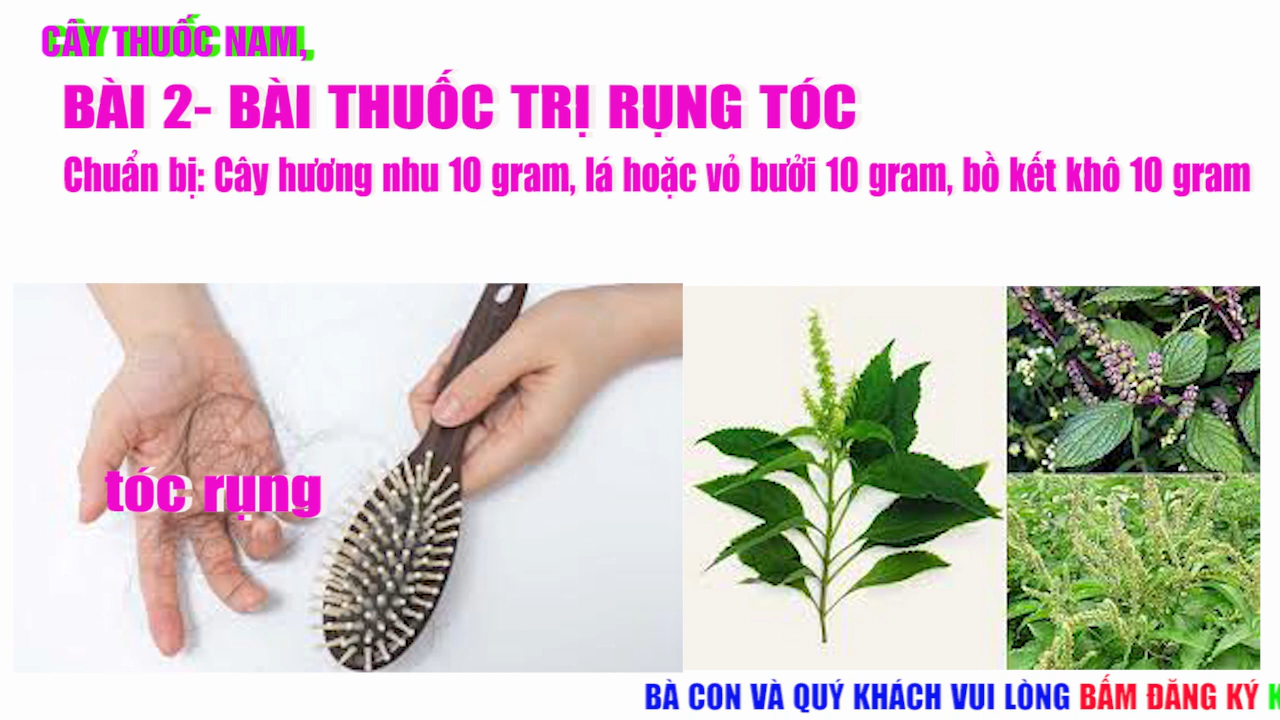 CÂY THUỐC NAM,
BÀI 2- BÀI THUỐC TRỊ RỤNG TÓC
Chuẩn bị: Cây hương nhu 10 gram, lá hoặc vỏ bưởi 10 gram, bồ kết khô 10 gram
tóc rụng
BÀ CON VÀ QUÝ KHÁCH VUI LÒNG BẤM ĐĂNG KÝ